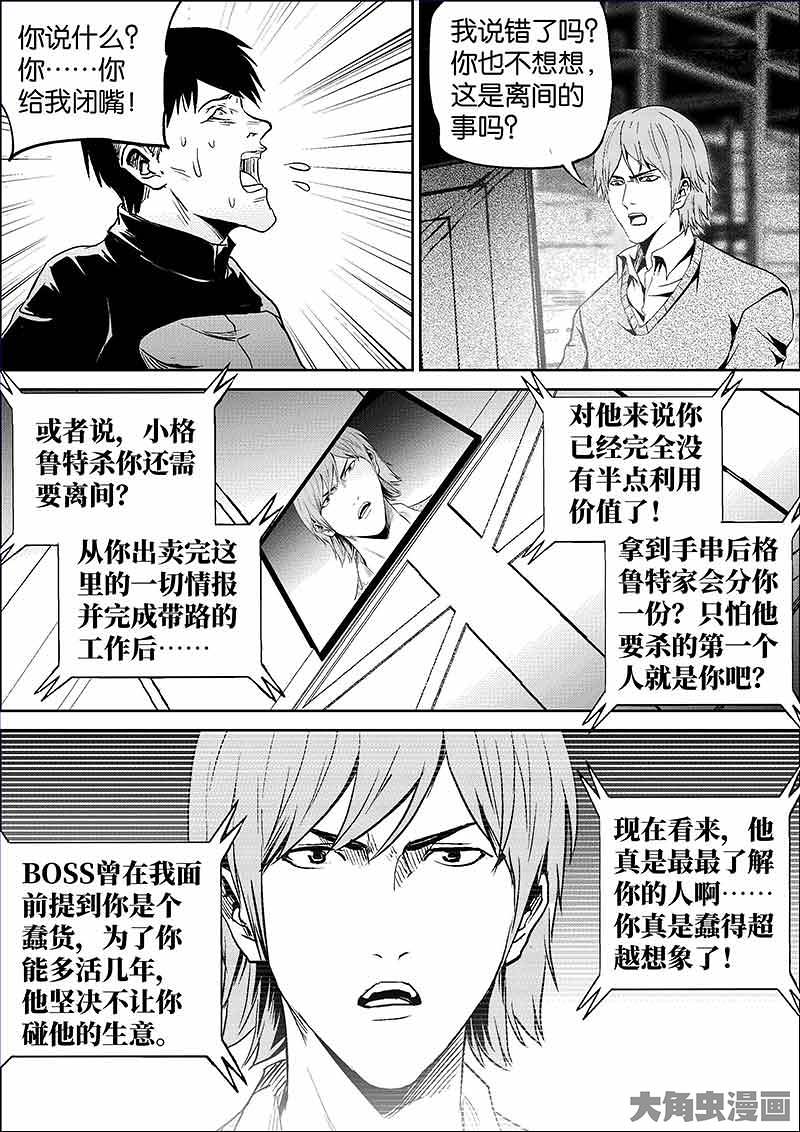 你说什么?
你……你
给我闭嘴!
我说错了吗?
你也不想想,
这是离间的
事吗?
或者说,小格
鲁特杀你还需
要离间?
从你出卖完这
里的一切情报
并完成带路的
工作后……
对他来说你
已经完全没
有半点利用
价值了!
拿到手串后格
鲁特家会分你
一份?只怕他
要杀的第一个
人就是你吧?
BOSS曾在我面
前提到你是个
蠢货,为了你
能多活几年,
他坚决不让你
碰他的生意。
现在看来,他
真是最最了解
你的人啊……
你真是蠢得超
越想象了!
大角虫漫画